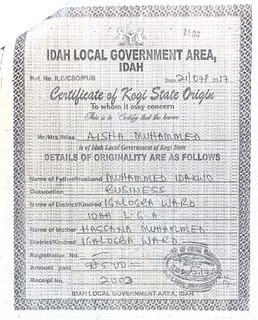 IDAH LOCAL GOVERNMENT AREA,
IDAH
Ref. No. ILG/CSO/PUB
Date
Certificate of Kogi State Origin
To whom it may concern
This is to Certify that the bearer
Mr./Mrs./Miss. AISHA MUHAMMED
is of Idah Local Government of Kogi State
DETAILS OF ORIGINALITY ARE AS FOLLOWS
Name of Father/Husband MUHAMMED IDAKWO
Occupation BUSINESS
Name of District/Kindred IGALOGBA WARD
IDAH L.G.A
Name of Mother HASSANA MUHAMMED
District/Kindred IGALOGBA WARD
Registration No.
Amount paid
Receipt No.
IDAH LOCAL GOVERNMENT AREA, IDAH